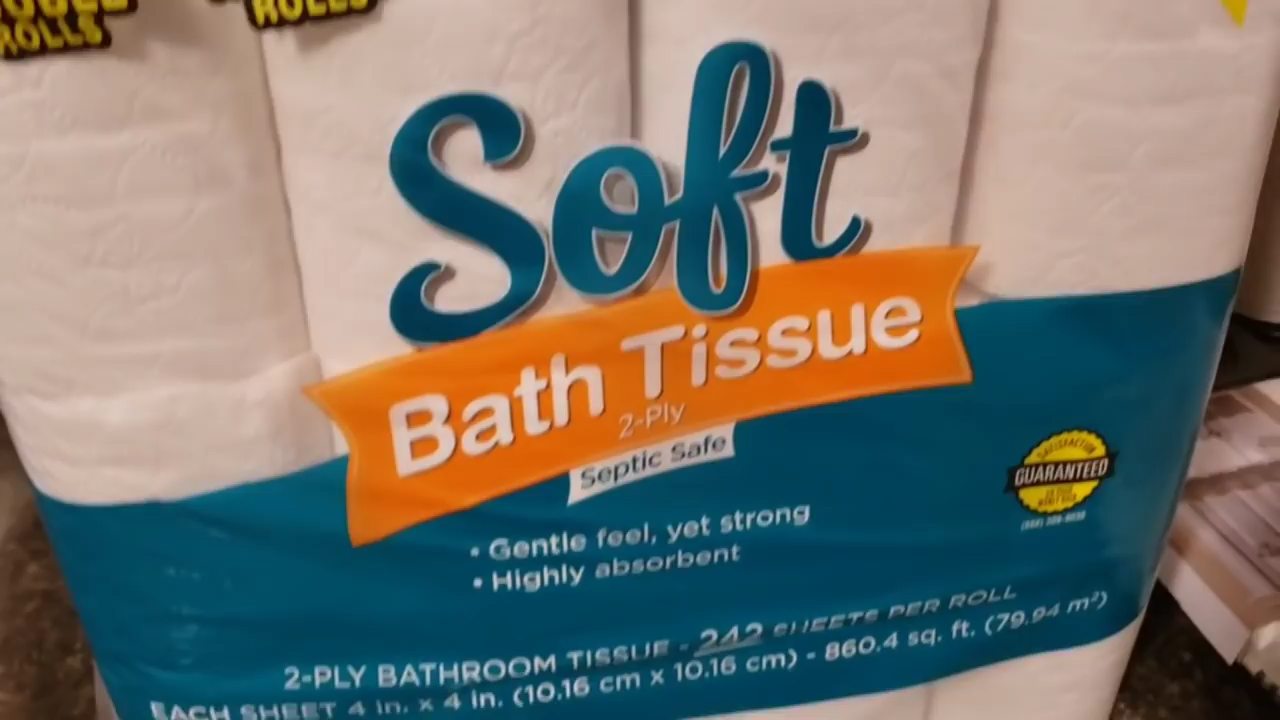 ROLLS
ROLLS
Soft
Bath Tissue
2-Ply
Septic Safe
• Gentle feel, yet strong
• Highly absorbent
SATISFACTION
GUARANTEED
2-PLY BATHROOM TISSUE - 242 SHEETS PER ROLL
EACH SHEET 4 in. x 4 in. (10.16 cm x 10.16 cm) - 860.4 sq. ft. (79.94 m²)